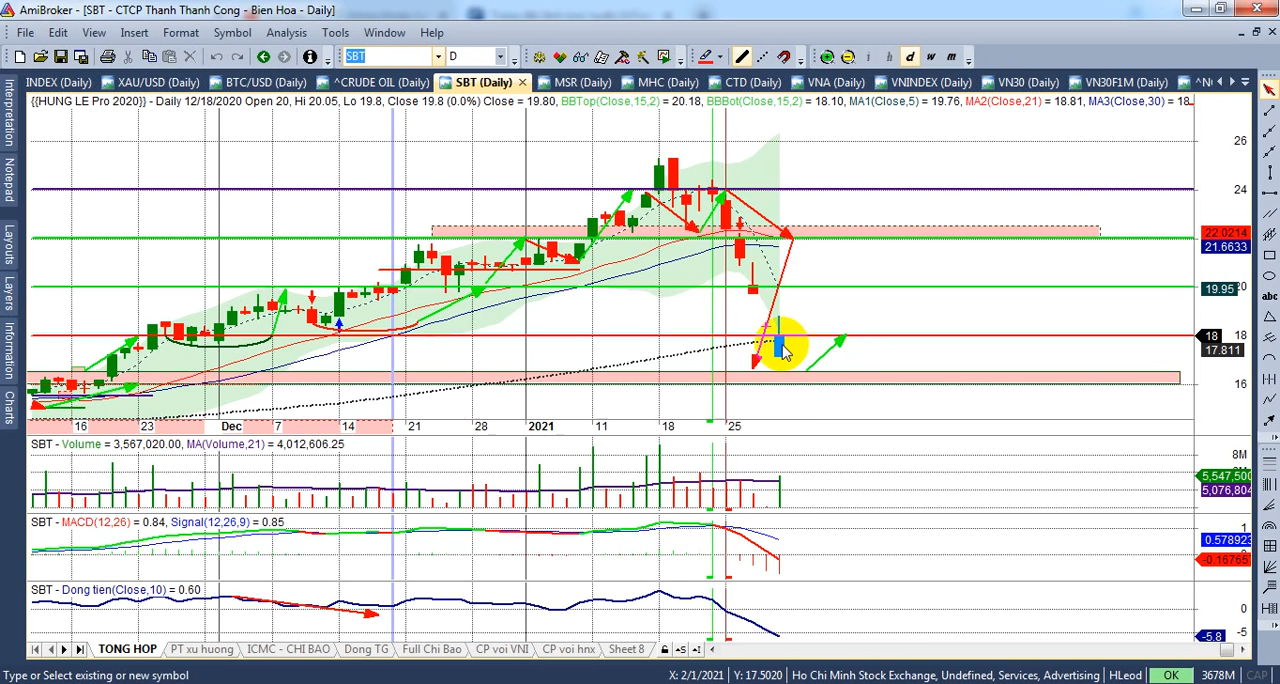 AmiBroker - [SBT - CTCP Thanh Thanh Cong - Bien Hoa - Daily]
File Edit View Insert Format Symbol Analysis Tools Window Help
SBT D i h d w m
INDEX (Daily) XAU/USD (Daily) BTC/USD (Daily) ^CRUDE OIL (Daily) SBT (Daily) MSR (Daily) MHC (Daily) CTD (Daily) VNA (Daily) VNINDEX (Daily) VN30 (Daily) VN30F1M (Daily)
{{HUNG LE Pro 2020}} - Daily 12/18/2020 Open 20, Hi 20.05, Lo 19.8, Close 19.8 (0.0%) Close = 19.80, BBTop(Close,15,2) = 20.18, BBBot(Close,15,2) = 18.10, MA1(Close,5) = 19.76, MA2(Close,21) = 18.81, MA3(Close,30) = 18.
Interpretation
Notepad
Layouts
Layers
Information
Charts
26
24
22.0214
21.6633
19.95 20
18 18
17.811
16
16 23 Dec 7 14 21 28 2021 11 18 25
SBT - Volume = 3,567,020.00, MA(Volume,21) = 4,012,606.25
8M
5,547,500
5,076,804
SBT - MACD(12,26) = 0.84, Signal(12,26,9) = 0.85
1
0.578923
-0.16765
SBT - Dong tien(Close,10) = 0.60
0
-5
-5.8
TONG HOP PT xu huong ICMC - CHI BAO Dong TG Full Chi Bao CP voi VNI CP voi hnx Sheet 8
Type or Select existing or new symbol X: 2/1/2021 Y: 17.5020 Ho Chi Minh Stock Exchange, Undefined, Services, Advertising HLeod OK 3678M CAP
abc